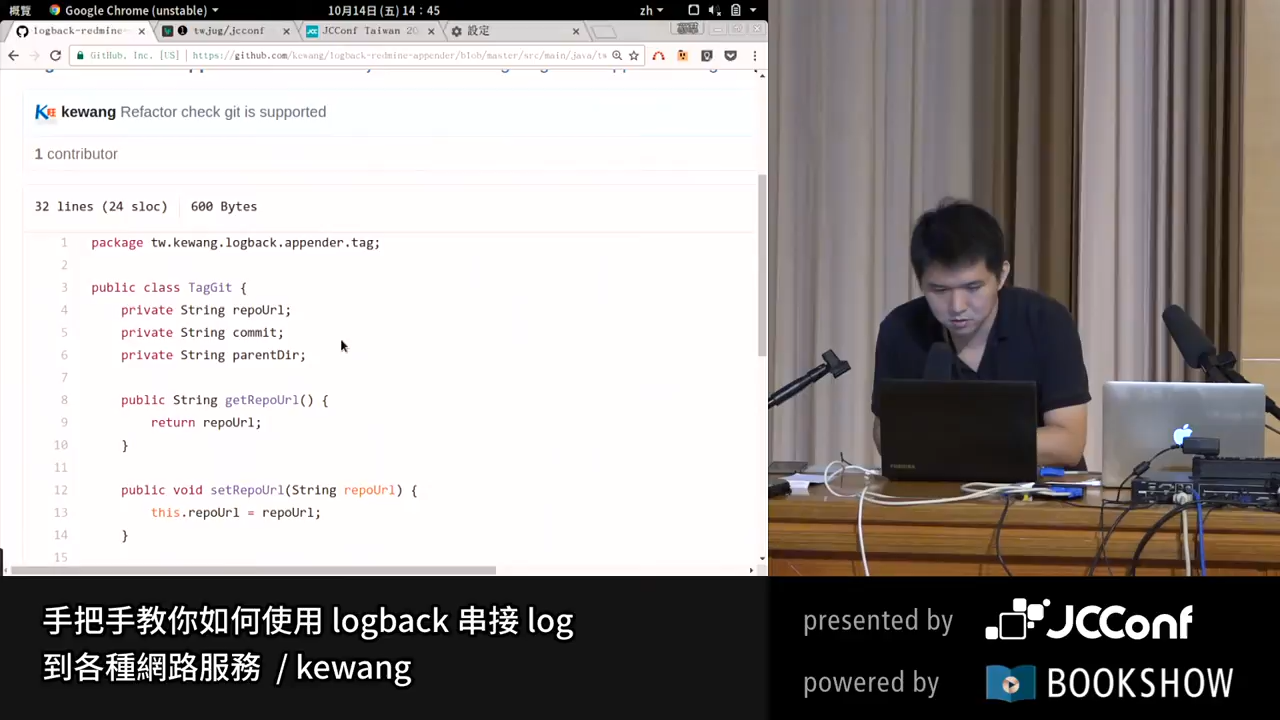 概覽 Google Chrome (unstable) 10月14日(五) 14:45 zh
logback-redmine- twjug/jcconf JCConf Taiwan 20 設定
GitHub, Inc. [US] https://github.com/kewang/logback-redmine-appender/blob/master/src/main/java/tw
kewang Refactor check git is supported
1 contributor
32 lines (24 sloc) 600 Bytes
1 package tw.kewang.logback.appender.tag;
2
3 public class TagGit {
4 private String repoUrl;
5 private String commit;
6 private String parentDir;
7
8 public String getRepoUrl() {
9 return repoUrl;
10 }
11
12 public void setRepoUrl(String repoUrl) {
13 this.repoUrl = repoUrl;
14 }
15
TOSHIBA
手把手教你如何使用 logback 串接 log
到各種網路服務 / kewang
presented by JCConf
powered by BOOKSHOW